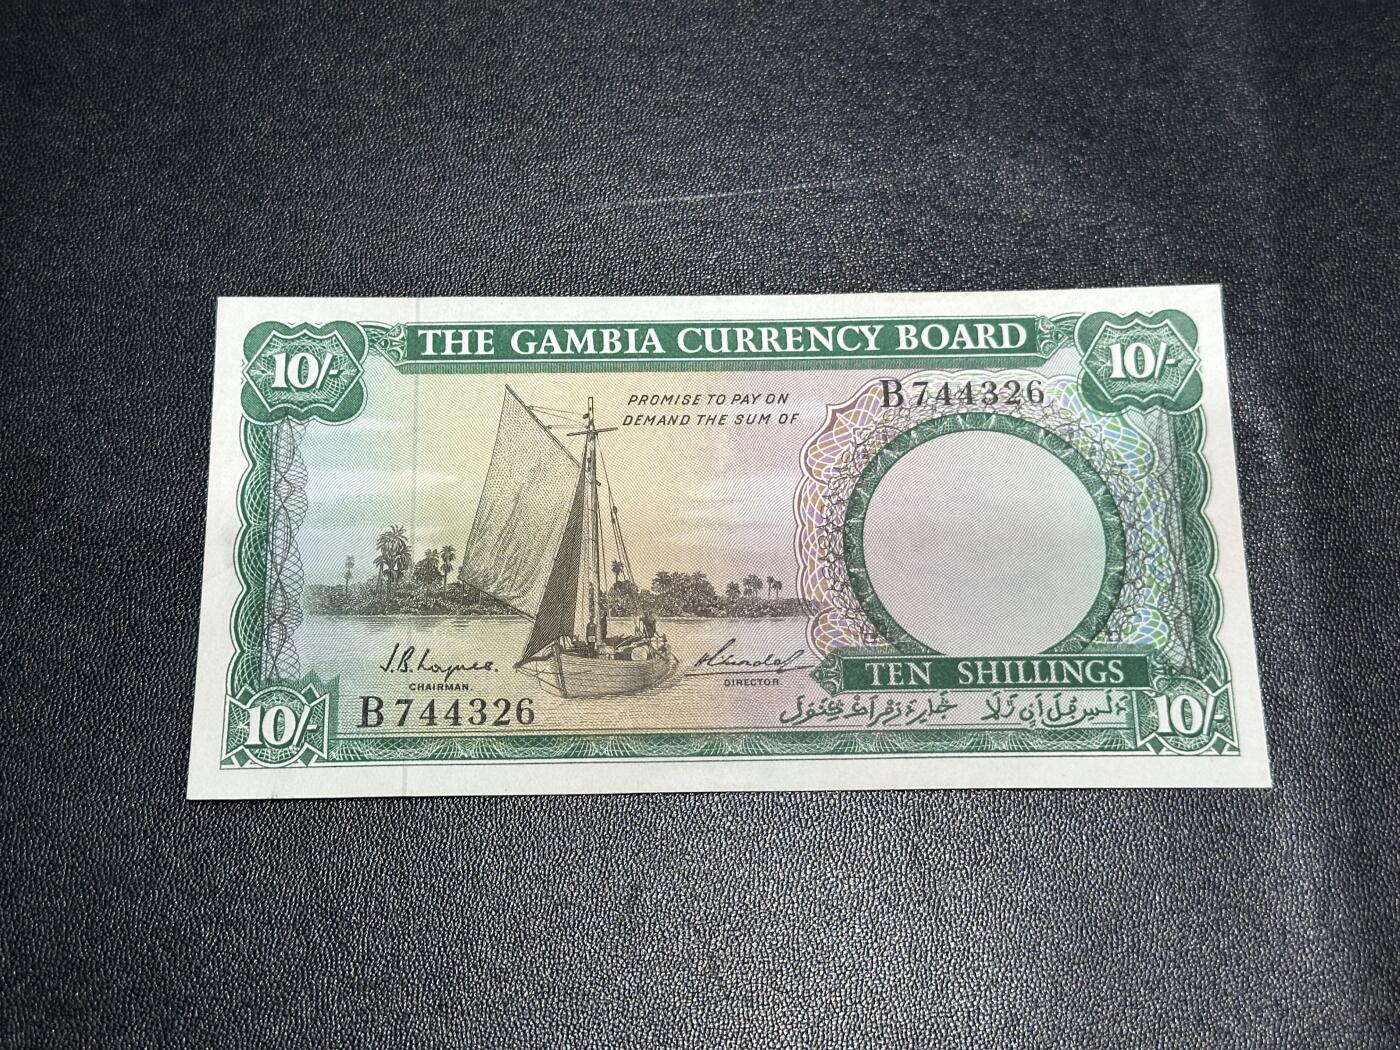 THE GAMBIA CURRENCY BOARD
10/-
10/-
PROMISE TO PAY ON
DEMAND THE SUM OF
B744326
J.B. Loynes.
CHAIRMAN.
DIRECTOR.
B744326
TEN SHILLINGS
10/-
10/-